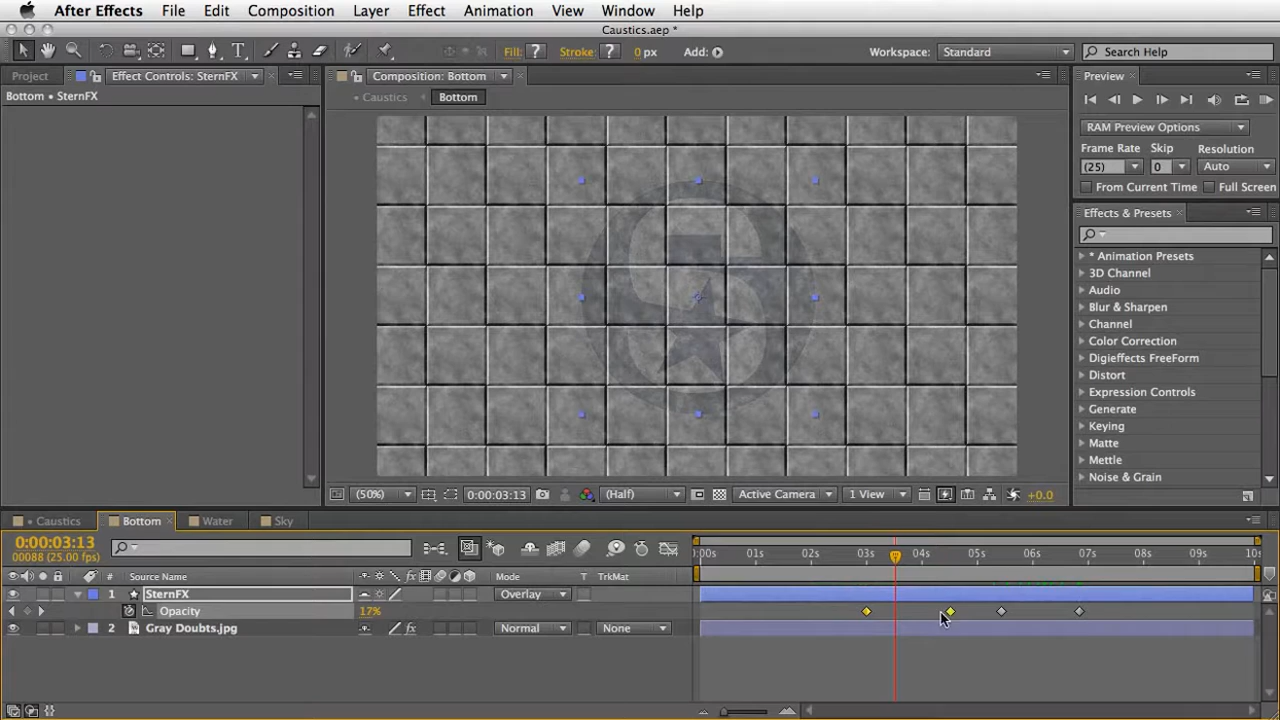 After Effects File Edit Composition Layer Effect Animation View Window Help
Caustics.aep *
T Fill: ? Stroke: ? 0 px Add: Workspace: Standard Search Help
Project Effect Controls: SternFX Composition: Bottom Preview
Bottom • SternFX Caustics Bottom
RAM Preview Options
Frame Rate Skip Resolution
(25) 0 Auto
From Current Time Full Screen
Effects & Presets
* Animation Presets
3D Channel
Audio
Blur & Sharpen
Channel
Color Correction
Digieffects FreeForm
Distort
Expression Controls
Generate
Keying
Matte
Mettle
Noise & Grain
(50%) 0:00:03:13 (Half) Active Camera 1 View +0.0
Caustics Bottom Water Sky
0:00:03:13
00088 (25.00 fps)
0:00s 01s 02s 03s 04s 05s 06s 07s 08s 09s 10s
# Source Name fx Mode T TrkMat
1 SternFX Overlay
Opacity 17%
2 Gray Doubts.jpg fx Normal None